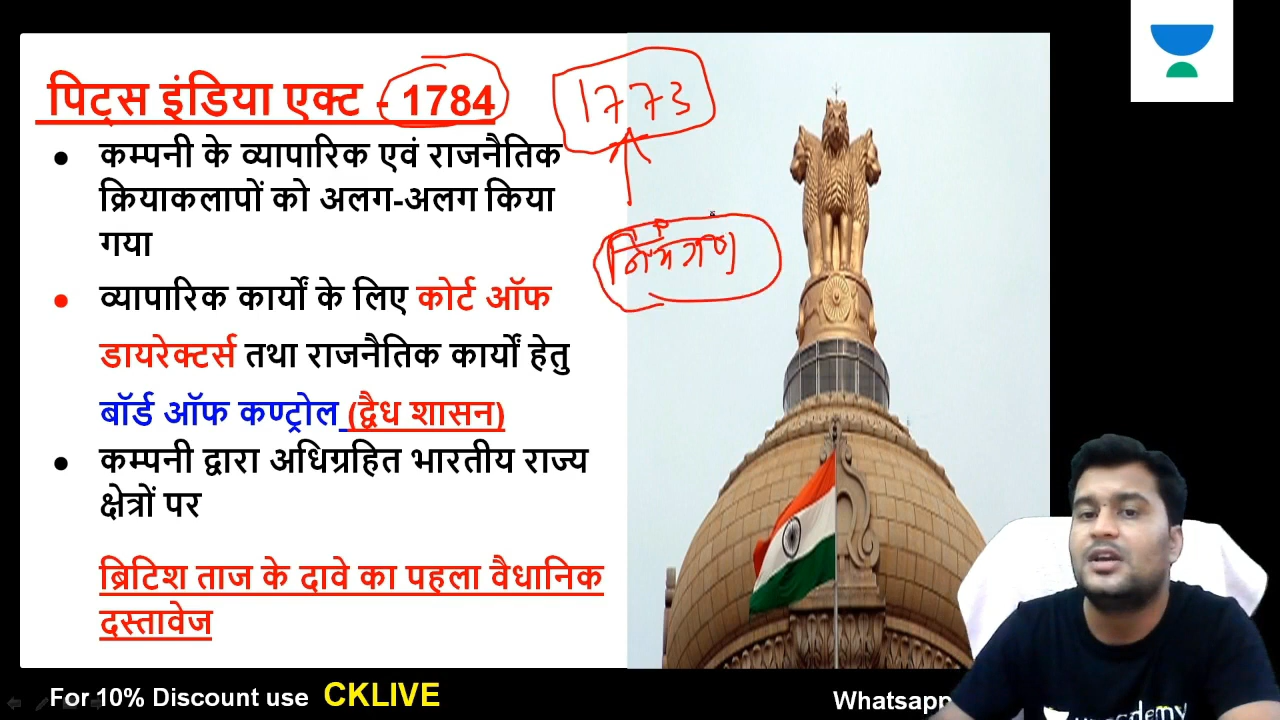 पिट्स इंडिया एक्ट - 1784
1773
• कम्पनी के व्यापारिक एवं राजनैतिक
क्रियाकलापों को अलग-अलग किया
गया
नियंत्रण
• व्यापारिक कार्यों के लिए कोर्ट ऑफ
डायरेक्टर्स तथा राजनैतिक कार्यों हेतु
बॉर्ड ऑफ कण्ट्रोल (द्वैध शासन)
• कम्पनी द्वारा अधिग्रहित भारतीय राज्य
क्षेत्रों पर
ब्रिटिश ताज के दावे का पहला वैधानिक
दस्तावेज
For 10% Discount use CKLIVE
Whatsapp